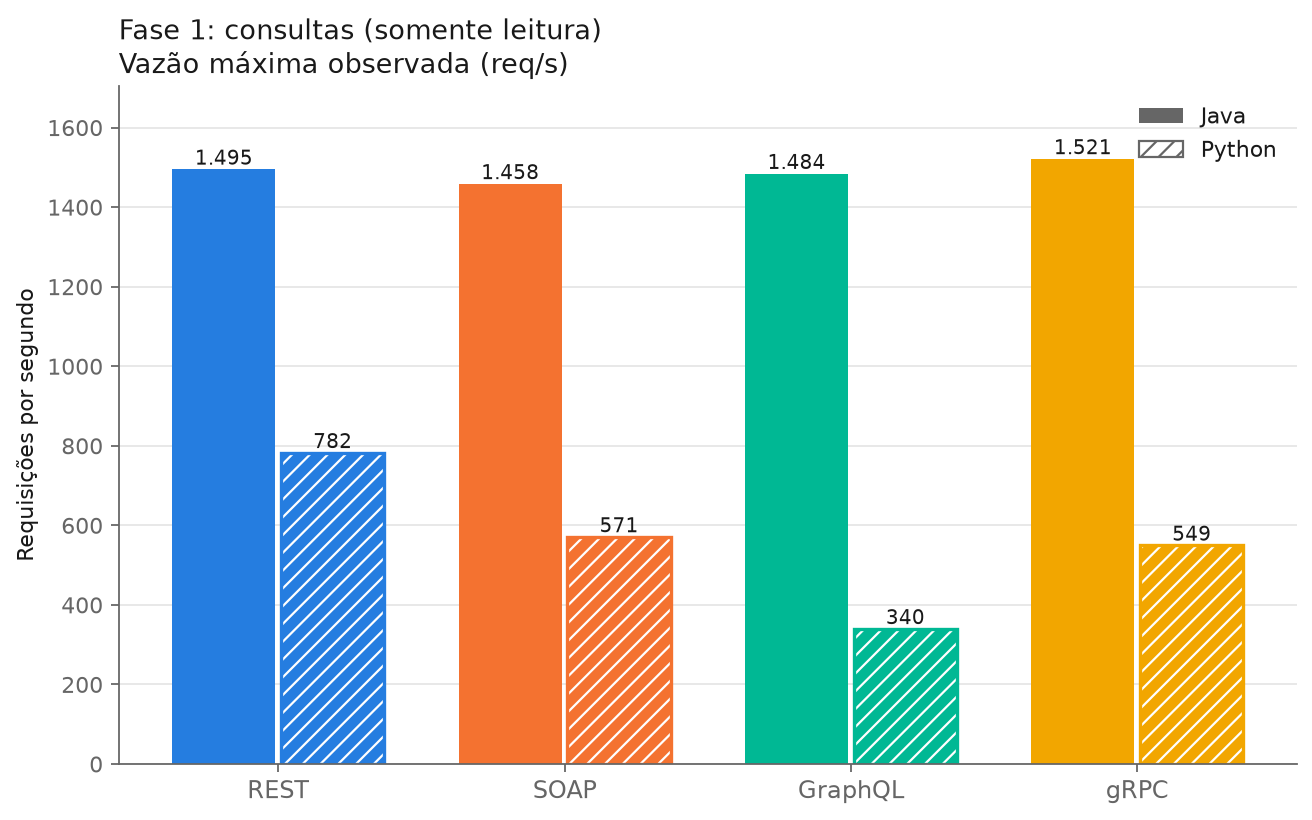 Fase 1: consultas (somente leitura)
Vazão máxima observada (req/s)
Java
Python
Requisições por segundo
1600
1400
1200
1000
800
600
400
200
0
1.495
782
1.458
571
1.484
340
1.521
549
REST
SOAP
GraphQL
gRPC